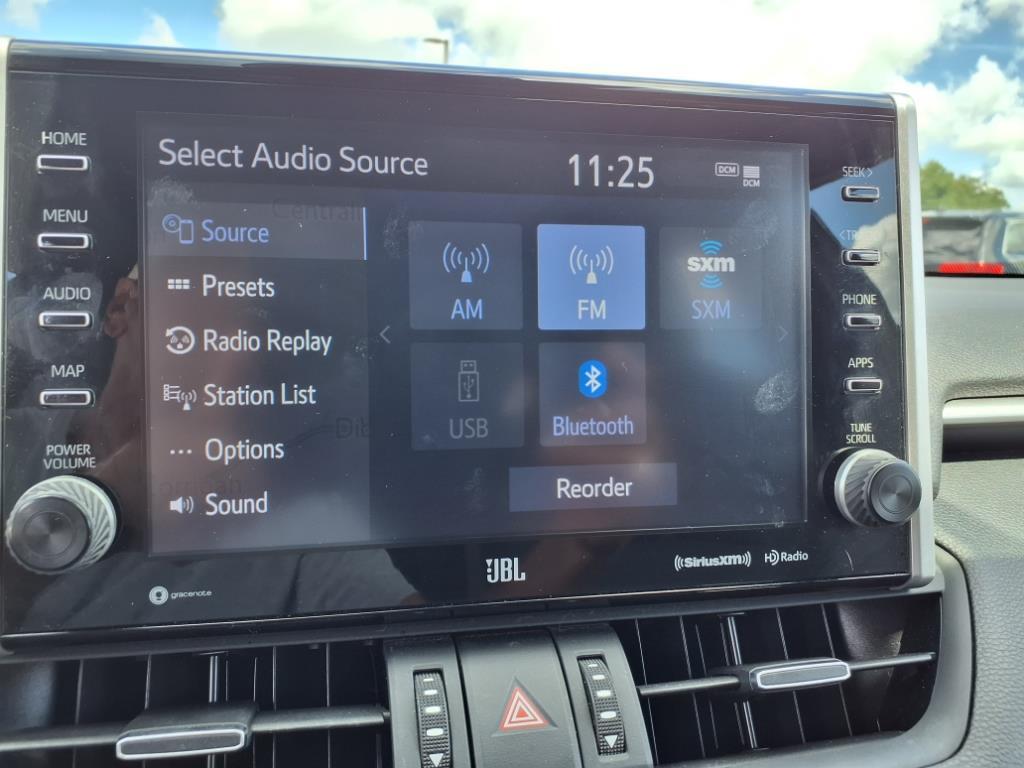 HOME
MENU
AUDIO
MAP
POWER
VOLUME
Select Audio Source
11:25
DCM
DCM
Source
Presets
Radio Replay
Station List
Options
Sound
AM
FM
sxm
SXM
USB
Bluetooth
Reorder
SEEK>
PHONE
APPS
TUNE
SCROLL
gracenote
JBL
((SiriusXM))
HD Radio